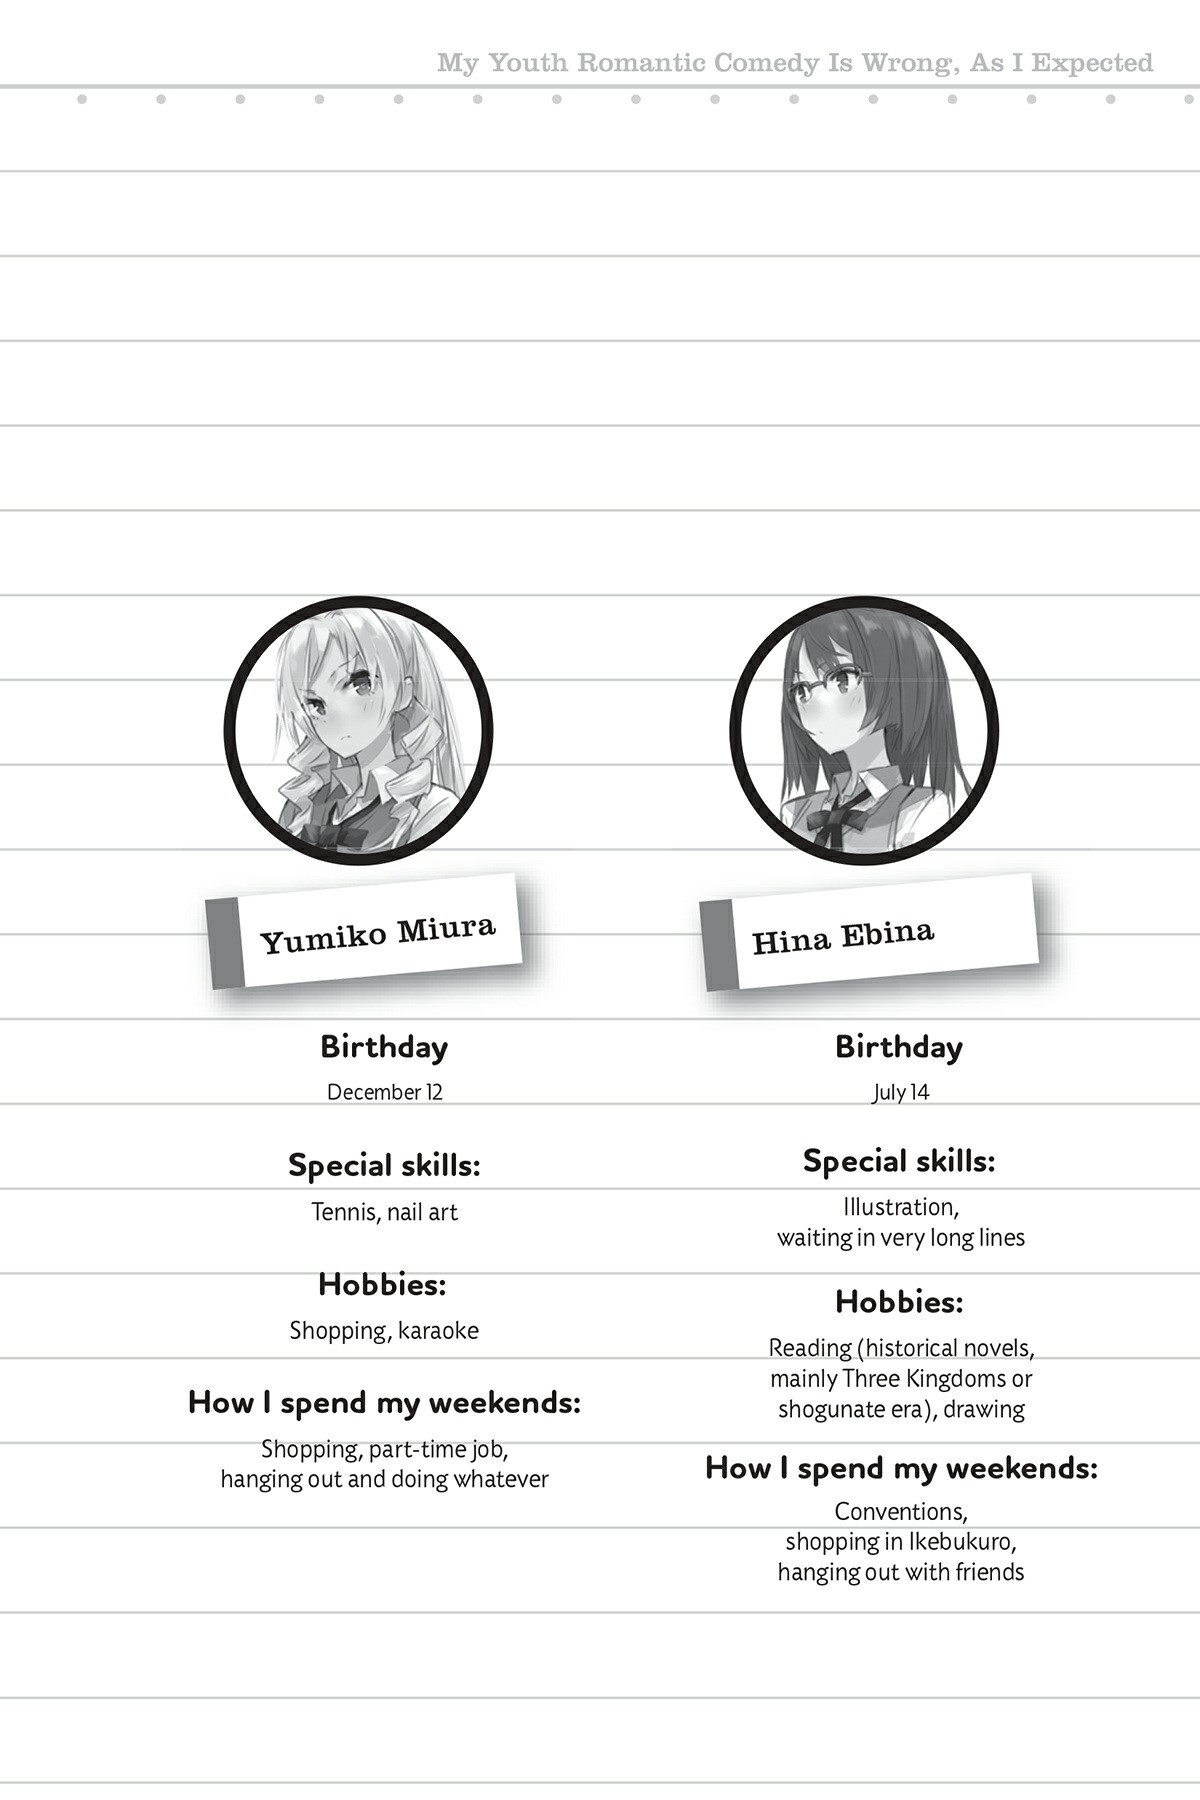 My Youth Romantic Comedy Is Wrong, As I Expected
Yumiko Miura
Birthday
December 12
Special skills:
Tennis, nail art
Hobbies:
Shopping, karaoke
How I spend my weekends:
Shopping, part-time job,
hanging out and doing whatever
Hina Ebina
Birthday
July 14
Special skills:
Illustration,
waiting in very long lines
Hobbies:
Reading (historical novels,
mainly Three Kingdoms or
shogunate era), drawing
How I spend my weekends:
Conventions,
shopping in Ikebukuro,
hanging out with friends